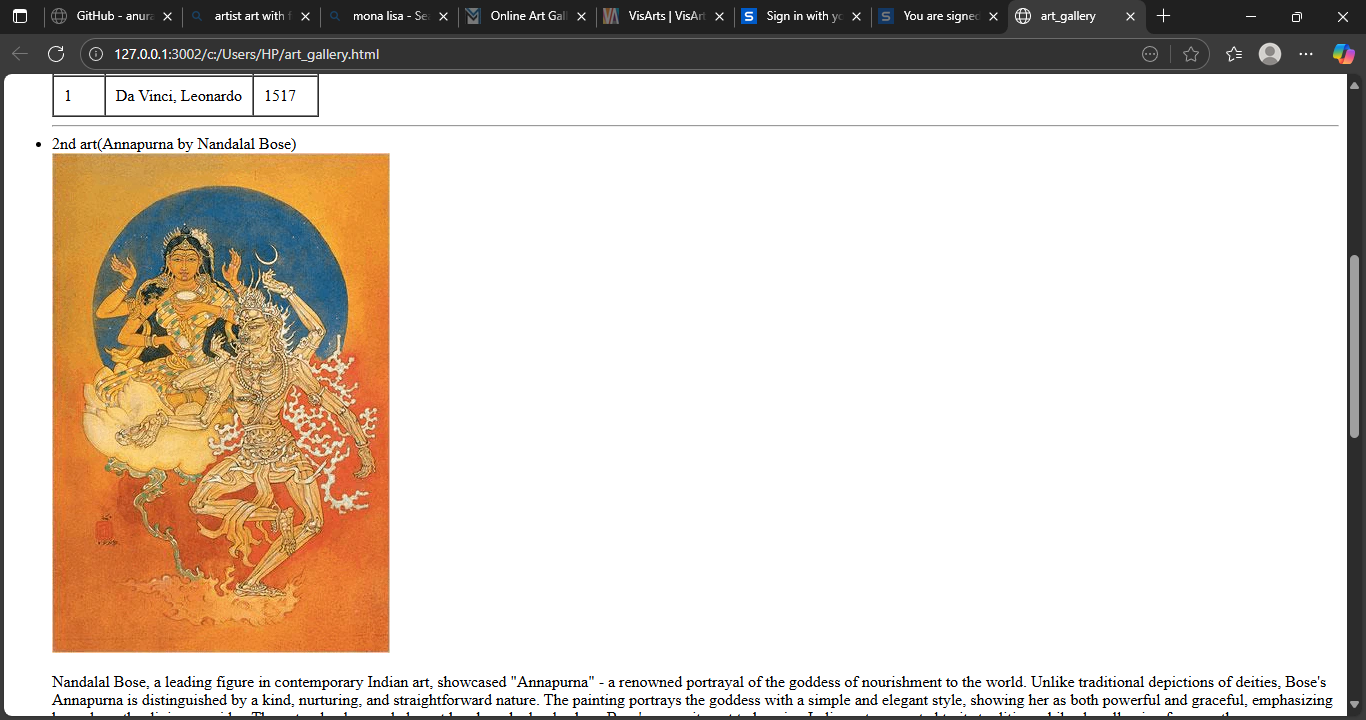 GitHub - anura
artist art with f
mona lisa - Se
Online Art Gal
VisArts | VisArt
Sign in with yo
You are signed
art_gallery
127.0.0.1:3002/c:/Users/HP/art_gallery.html
1 Da Vinci, Leonardo 1517
2nd art(Annapurna by Nandalal Bose)
Nandalal Bose, a leading figure in contemporary Indian art, showcased "Annapurna" - a renowned portrayal of the goddess of nourishment to the world. Unlike traditional depictions of deities, Bose's
Annapurna is distinguished by a kind, nurturing, and straightforward nature. The painting portrays the goddess with a simple and elegant style, showing her as both powerful and graceful, emphasizing